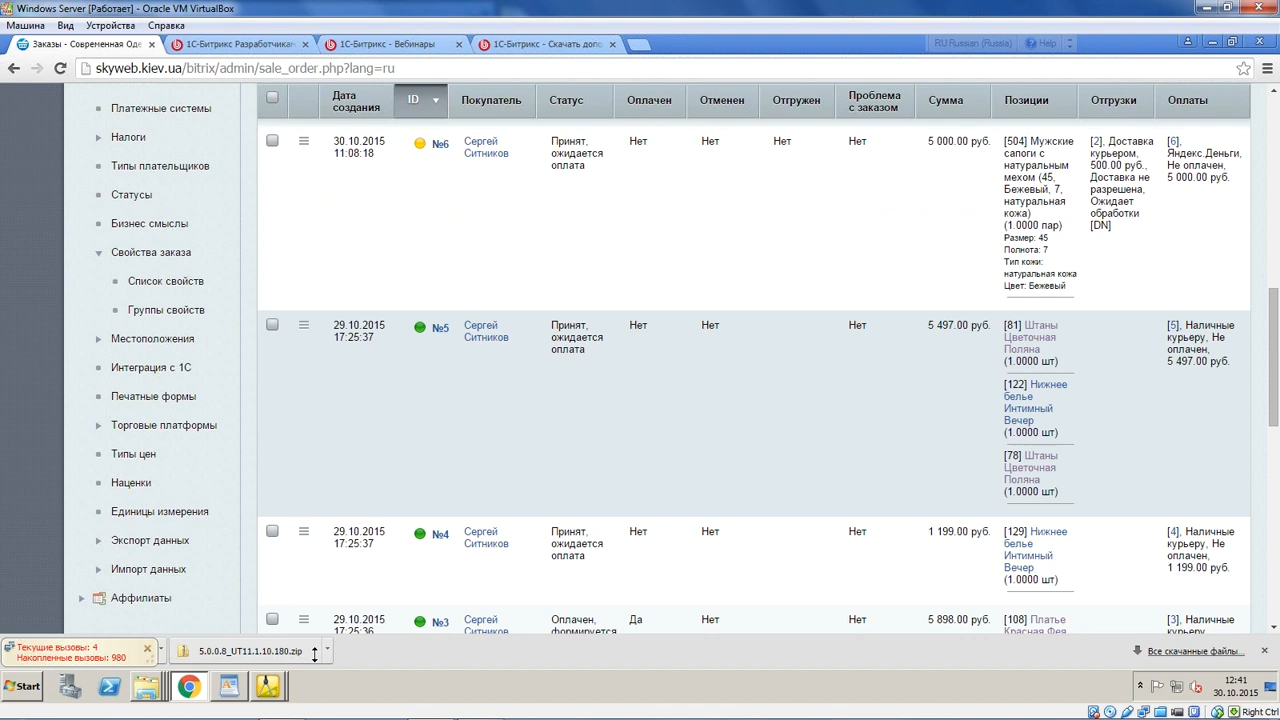 Windows Server [Работает] - Oracle VM VirtualBox
Машина Вид Устройства Справка
Заказы - Современная Оде
1С-Битрикс Разработчикам
1С-Битрикс - Вебинары
1С-Битрикс - Скачать допо
RU Russian (Russia) Help
skyweb.kiev.ua/bitrix/admin/sale_order.php?lang=ru
Платежные системы
Налоги
Типы плательщиков
Статусы
Бизнес смыслы
Свойства заказа
Список свойств
Группы свойств
Местоположения
Интеграция с 1С
Печатные формы
Торговые платформы
Типы цен
Наценки
Единицы измерения
Экспорт данных
Импорт данных
Аффилиаты
Дата
создания
ID
Покупатель
Статус
Оплачен
Отменен
Отгружен
Проблема
с заказом
Сумма
Позиции
Отгрузки
Оплаты
30.10.2015
11:08:18
№6
Сергей
Ситников
Принят,
ожидается
оплата
Нет
Нет
Нет
Нет
5 000.00 руб.
[504] Мужские
сапоги с
натуральным
мехом (45,
Бежевый, 7,
натуральная
кожа)
(1.0000 пар)
Размер: 45
Полнота: 7
Тип кожи:
натуральная кожа
Цвет: Бежевый
[2], Доставка
курьером,
500.00 руб.,
Доставка не
разрешена,
Ожидает
обработки
[DN]
[6],
Яндекс.Деньги,
Не оплачен,
5 000.00 руб.
29.10.2015
17:25:37
№5
Сергей
Ситников
Принят,
ожидается
оплата
Нет
Нет
Нет
5 497.00 руб.
[81] Штаны
Цветочная
Поляна
(1.0000 шт)
[122] Нижнее
белье
Интимный
Вечер
(1.0000 шт)
[78] Штаны
Цветочная
Поляна
(1.0000 шт)
[5], Наличные
курьеру, Не
оплачен,
5 497.00 руб.
29.10.2015
17:25:37
№4
Сергей
Ситников
Принят,
ожидается
оплата
Нет
Нет
Нет
1 199.00 руб.
[129] Нижнее
белье
Интимный
Вечер
(1.0000 шт)
[4], Наличные
курьеру, Не
оплачен,
1 199.00 руб.
29.10.2015
17:25:36
№3
Сергей
Ситников
Оплачен,
формируется
Да
Нет
Нет
5 898.00 руб.
[108] Платье
Красная Фея
[3], Наличные
курьеру, Не
Текущие вызовы: 4
Накопленные вызовы: 980
5.0.0.8_UT11.1.10.180.zip
Все скачанные файлы...
Start
12:41
30.10.2015
Right Ctrl